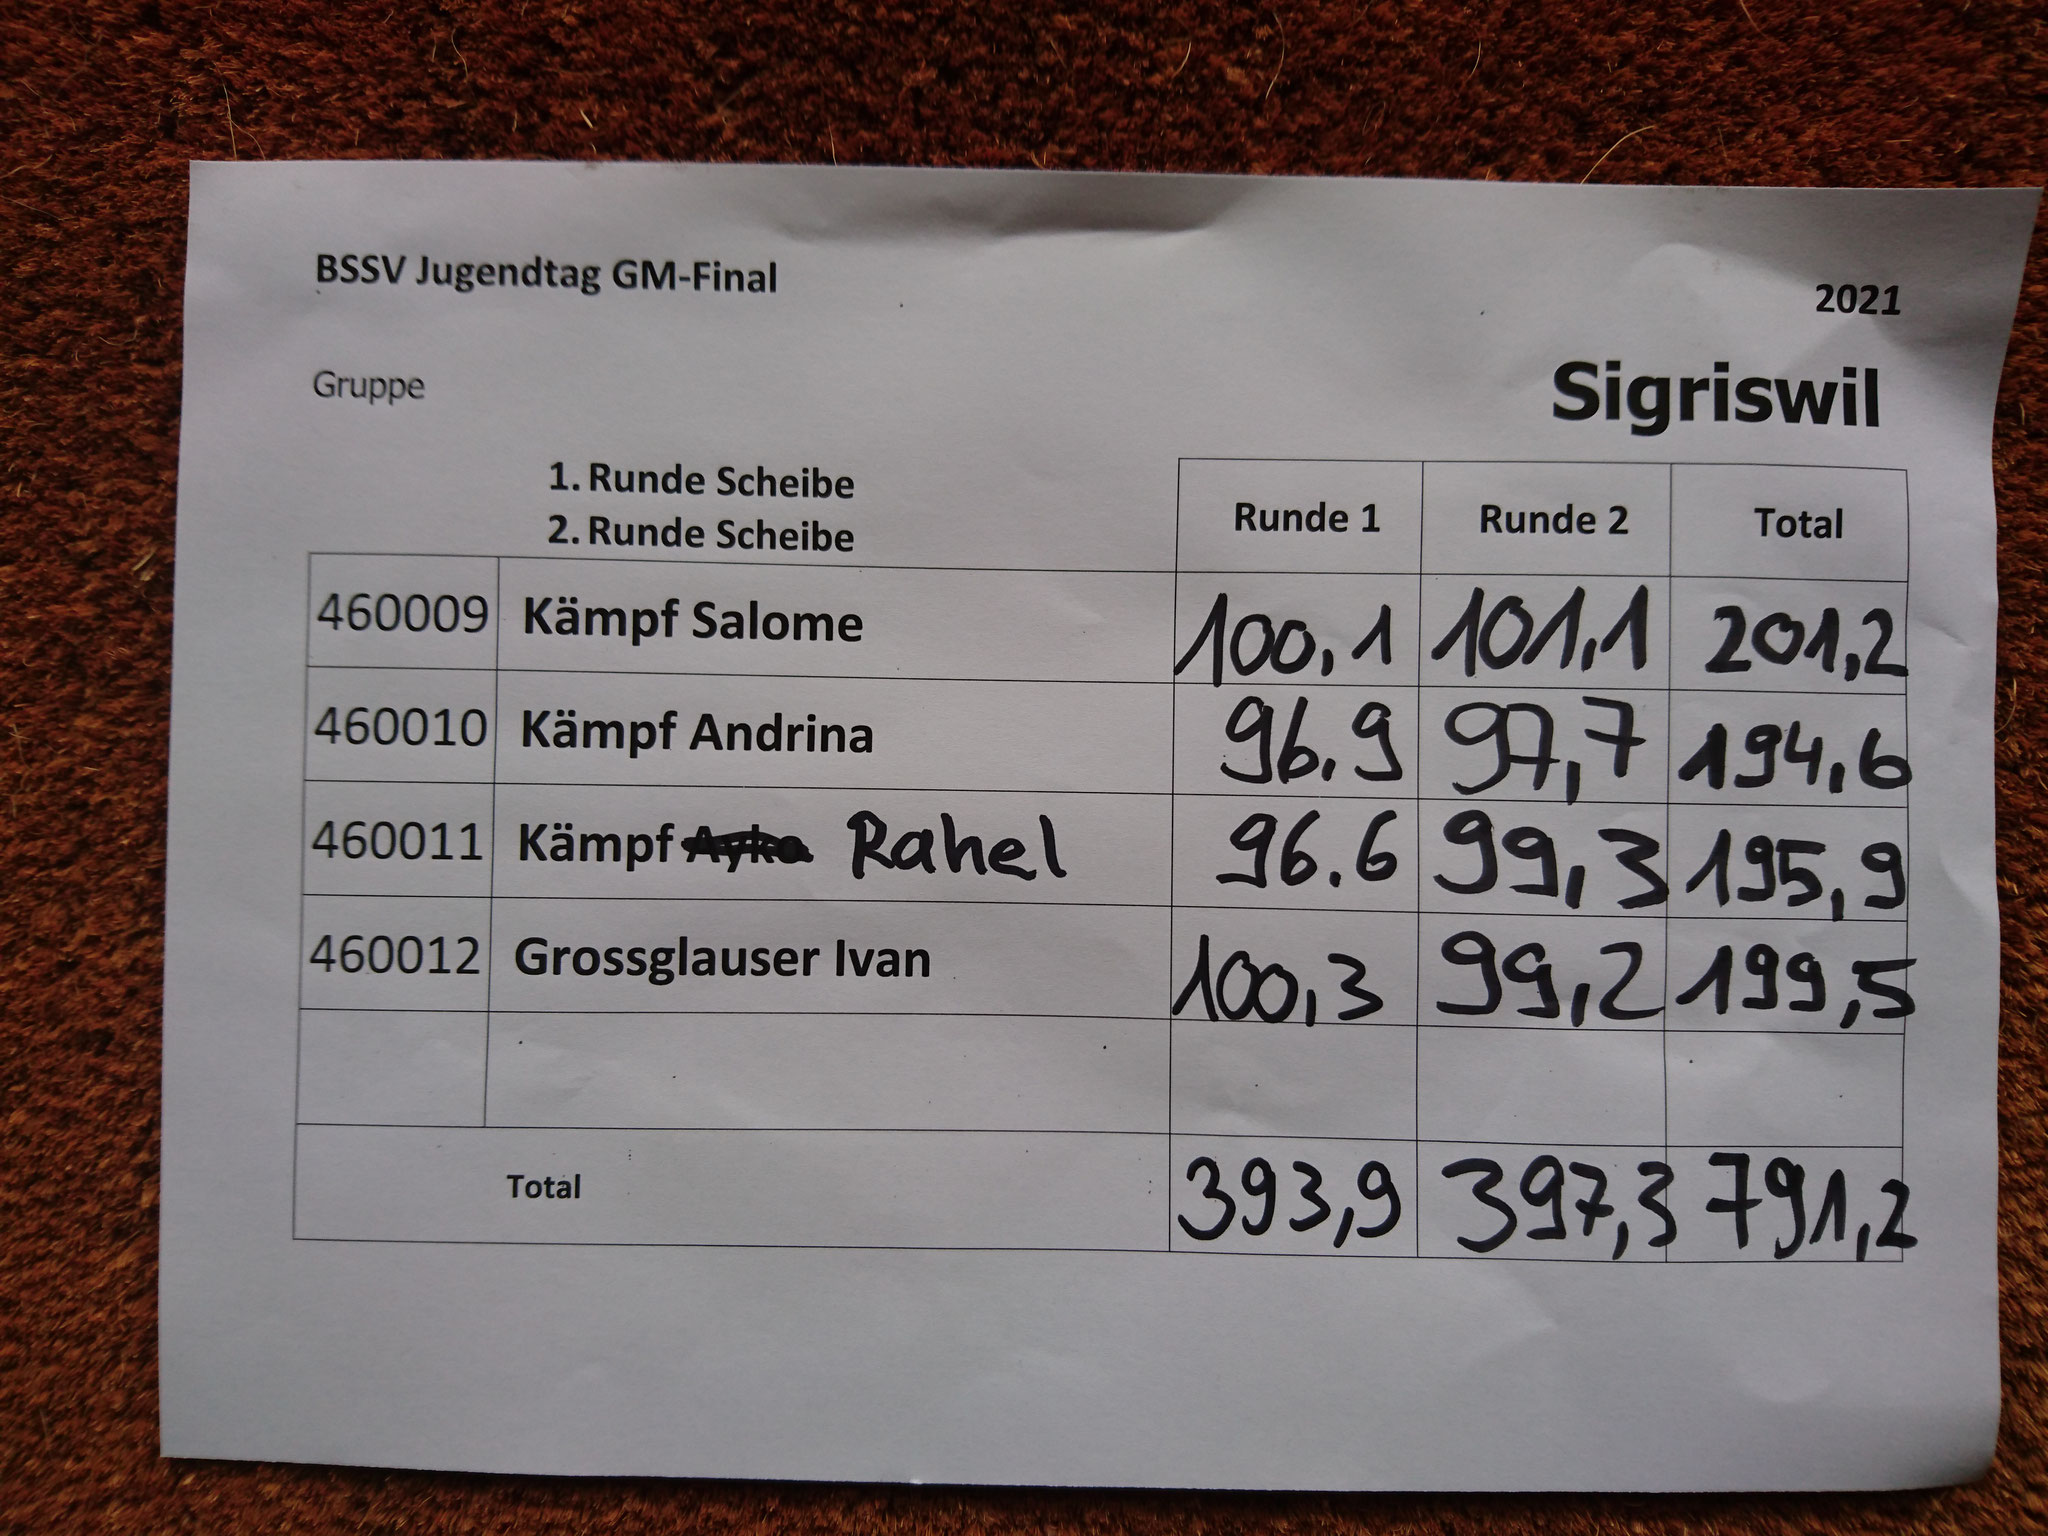 BSSV Jugendtag GM-Final
2021
Gruppe
Sigriswil
1. Runde Scheibe
2. Runde Scheibe
Runde 1 Runde 2 Total
460009 Kämpf Salome 100,1 101,1 201,2
460010 Kämpf Andrina 96.9 97,7 194,6
460011 Kämpf Ayko Rahel 96.6 99,3 195,9
460012 Grossglauser Ivan 100,3 99,2 199,5
Total 393,9 397,3 791,2